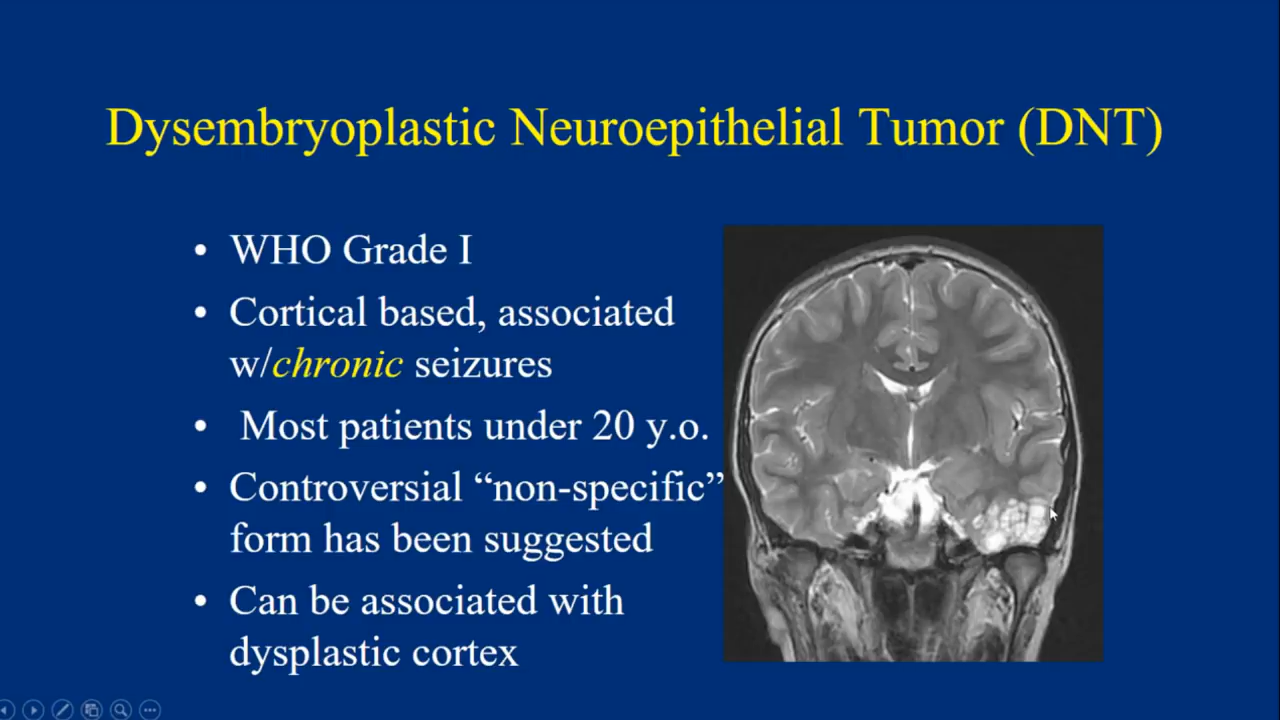 Dysembryoplastic Neuroepithelial Tumor (DNT)
• WHO Grade I
• Cortical based, associated
w/chronic seizures
• Most patients under 20 y.o.
• Controversial “non-specific”
form has been suggested
• Can be associated with
dysplastic cortex